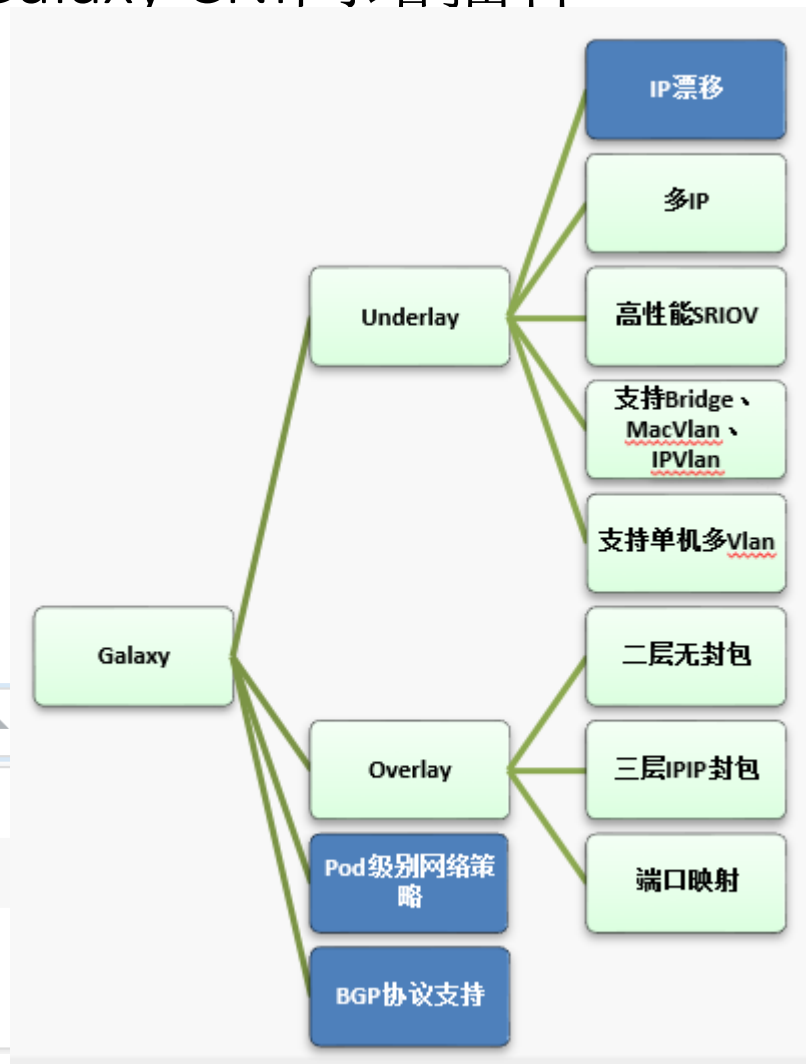 IP漂移
多IP
Underlay
高性能SRIOV
支持Bridge、
MacVlan、
IPVlan
支持单机多Vlan
Galaxy
二层无封包
Overlay
三层IPIP封包
Pod级别网络策
略
端口映射
BGP协议支持